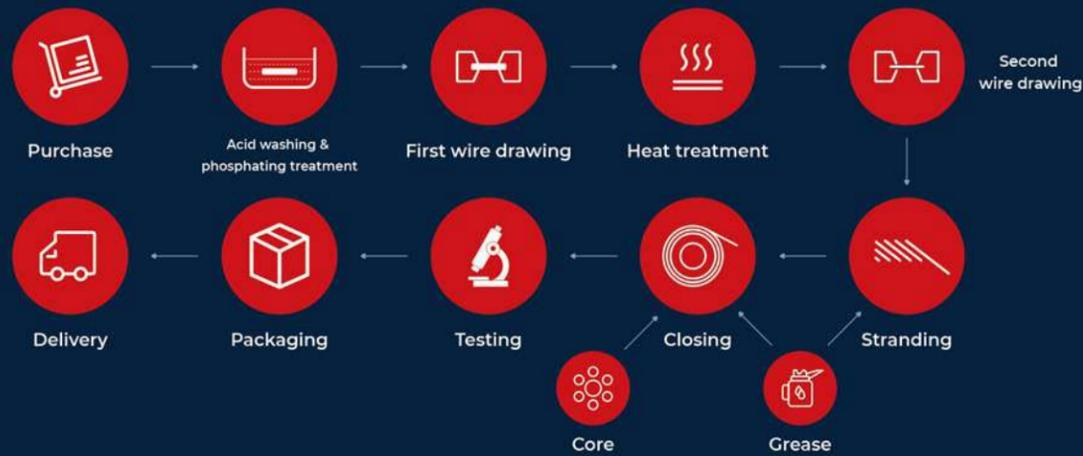 Purchase
Acid washing &
phosphating treatment
First wire drawing
Heat treatment
Second
wire drawing
Delivery
Packaging
Testing
Closing
Stranding
Core
Grease